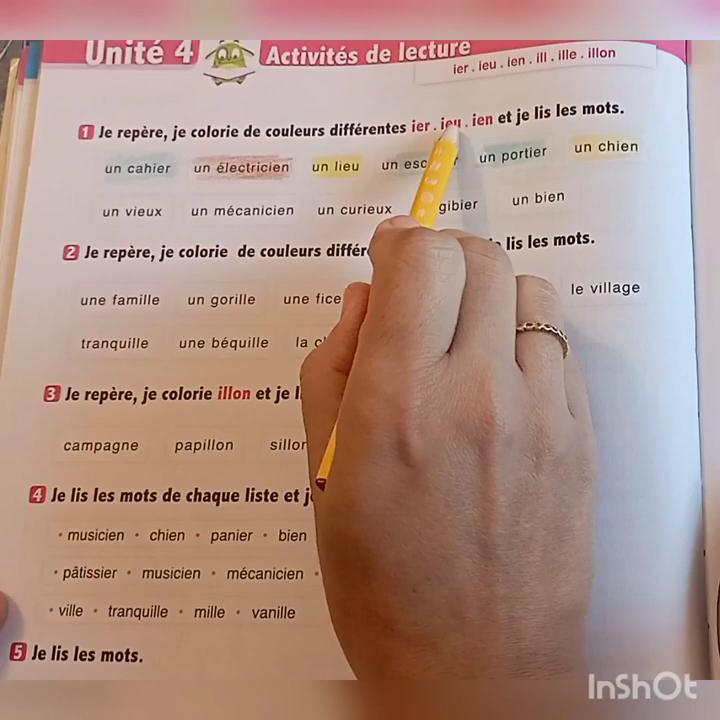 Unité 4 Activités de lecture
ier . ieu . ien . ill . ille . illon
1 Je repère, je colorie de couleurs différentes ier . ieu . ien et je lis les mots.
un cahier un électricien un lieu un un portier un chien
un vieux un mécanicien un curieux gibier un bien
2 Je repère, je colorie de couleurs lis les mots.
une famille un gorille une le village
tranquille une béquille la
3 Je repère, je colorie illon et je
campagne papillon
4 Je lis les mots de chaque liste et
• musicien • chien • panier • bien
• pâtissier • musicien • mécanicien •
• ville • tranquille • mille • vanille
5 Je lis les mots.
InShOt